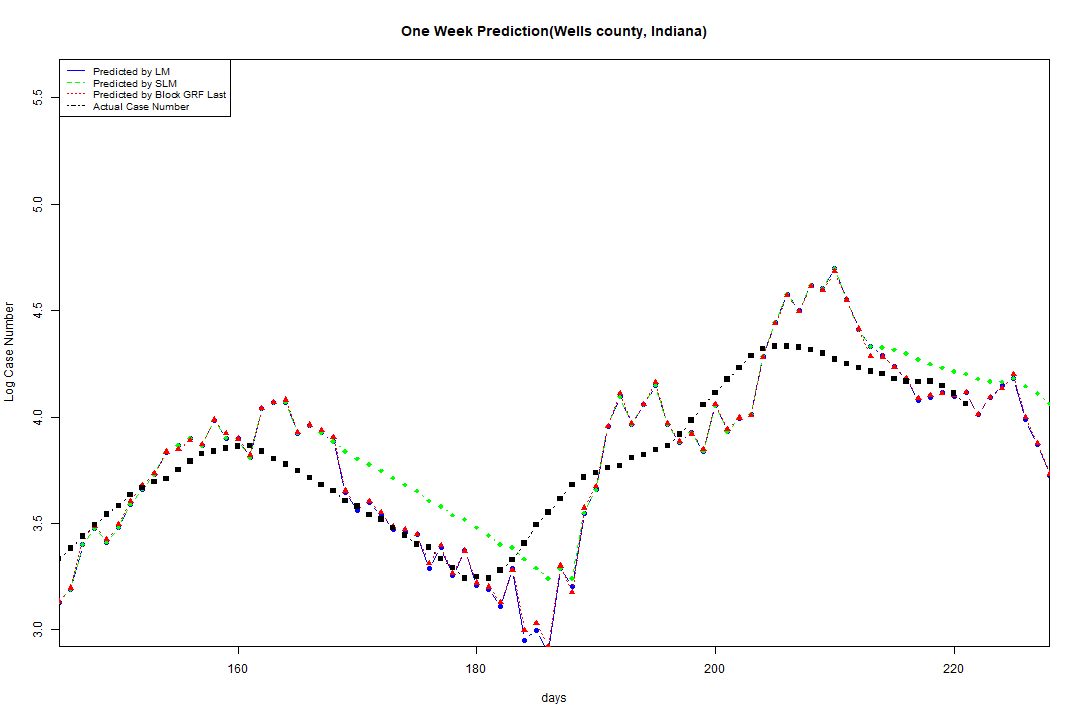 One Week Prediction(Wells county, Indiana)
Predicted by LM
Predicted by SLM
Predicted by Block GRF Last
Actual Case Number
5.5
5.0
4.5
4.0
3.5
3.0
Log Case Number
160 180 200 220
days